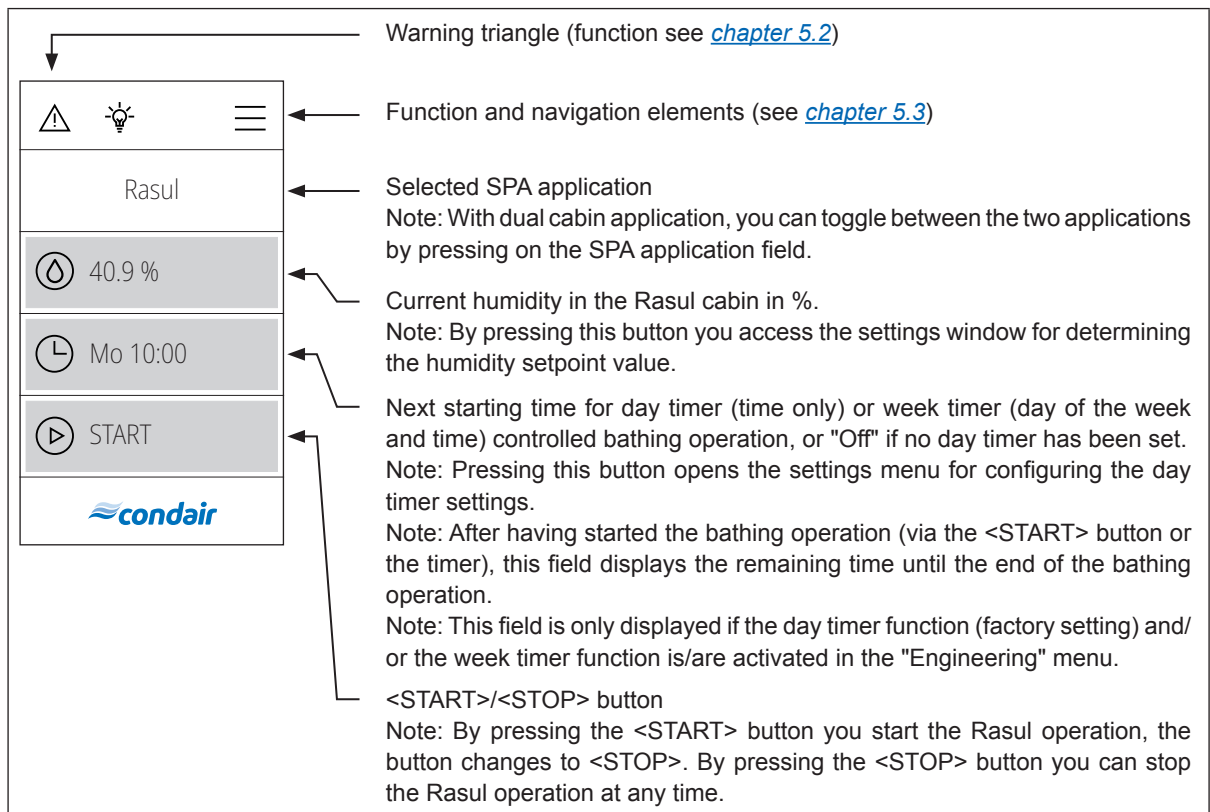 Warning triangle (function see chapter 5.2)
Function and navigation elements (see chapter 5.3)
Rasul
Selected SPA application
Note: With dual cabin application, you can toggle between the two applications
by pressing on the SPA application field.
40.9 %
Current humidity in the Rasul cabin in %.
Note: By pressing this button you access the settings window for determining
the humidity setpoint value.
Mo 10:00
Next starting time for day timer (time only) or week timer (day of the week
and time) controlled bathing operation, or "Off" if no day timer has been set.
Note: Pressing this button opens the settings menu for configuring the day
timer settings.
Note: After having started the bathing operation (via the <START> button or
the timer), this field displays the remaining time until the end of the bathing
operation.
Note: This field is only displayed if the day timer function (factory setting) and/
or the week timer function is/are activated in the "Engineering" menu.
START
<START>/<STOP> button
Note: By pressing the <START> button you start the Rasul operation, the
button changes to <STOP>. By pressing the <STOP> button you can stop
the Rasul operation at any time.
condair